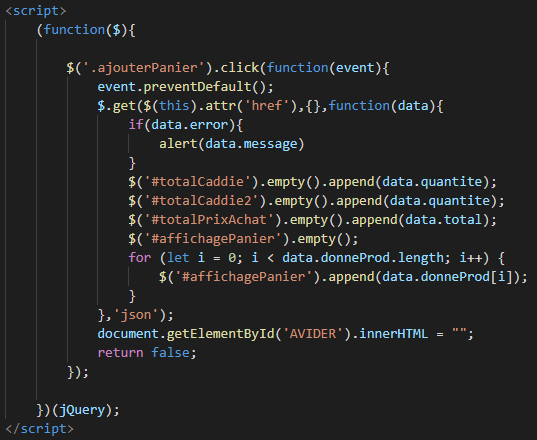 <script>
(function($){
$('.ajouterPanier').click(function(event){
event.preventDefault();
$.get($(this).attr('href'),{},function(data){
if(data.error){
alert(data.message)
}
$('#totalCaddie').empty().append(data.quantite);
$('#totalCaddie2').empty().append(data.quantite);
$('#totalPrixAchat').empty().append(data.total);
$('#affichagePanier').empty();
for (let i = 0; i < data.donneProd.length; i++) {
$('#affichagePanier').append(data.donneProd[i]);
}
},'json');
document.getElementById('AVIDER').innerHTML = "";
return false;
});
})(jQuery);
</script>